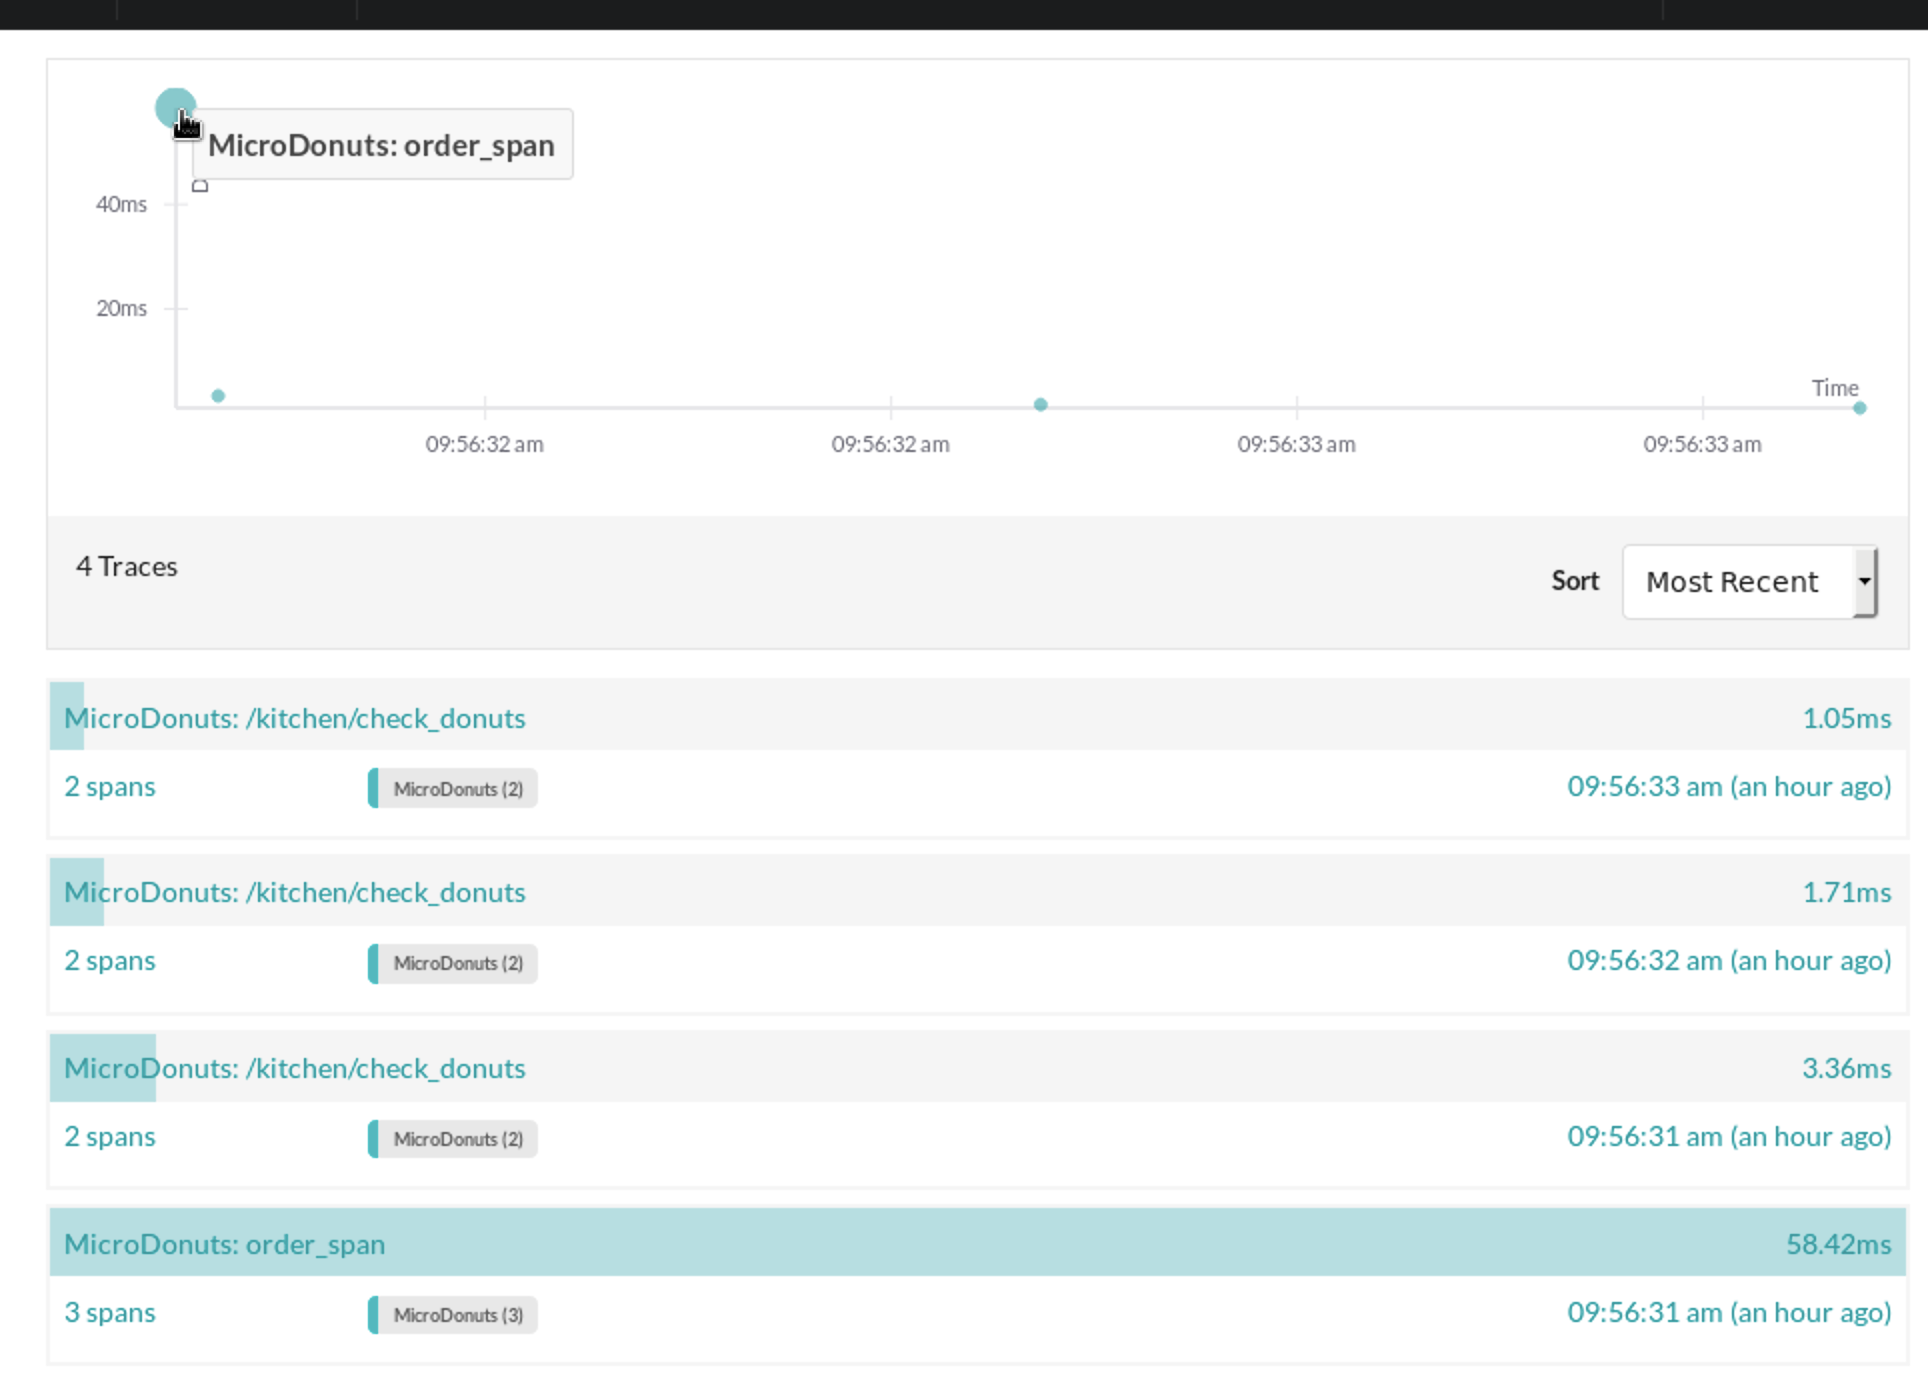 MicroDonuts: order_span
D
40ms
20ms
Time
09:56:32 am 09:56:32 am 09:56:33 am 09:56:33 am
4 Traces
Sort Most Recent
MicroDonuts: /kitchen/check_donuts 1.05ms
2 spans MicroDonuts (2) 09:56:33 am (an hour ago)
MicroDonuts: /kitchen/check_donuts 1.71ms
2 spans MicroDonuts (2) 09:56:32 am (an hour ago)
MicroDonuts: /kitchen/check_donuts 3.36ms
2 spans MicroDonuts (2) 09:56:31 am (an hour ago)
MicroDonuts: order_span 58.42ms
3 spans MicroDonuts (3) 09:56:31 am (an hour ago)